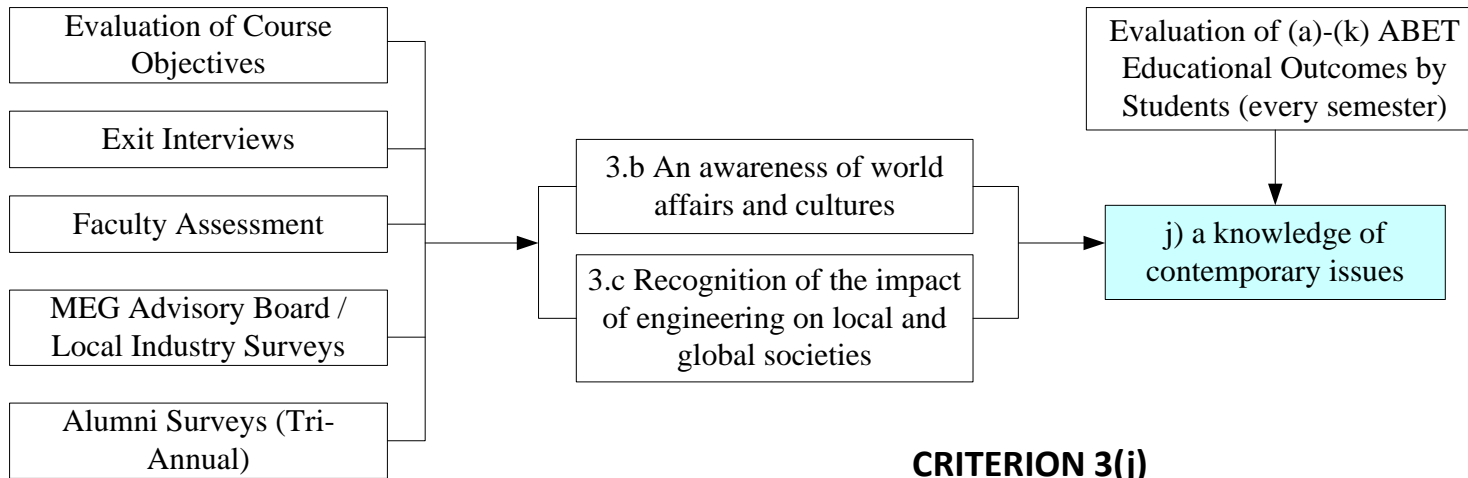 Evaluation of Course
Objectives
Exit Interviews
Faculty Assessment
MEG Advisory Board /
Local Industry Surveys
Alumni Surveys (Tri-
Annual)
3.b An awareness of world
affairs and cultures
3.c Recognition of the impact
of engineering on local and
global societies
Evaluation of (a)-(k) ABET
Educational Outcomes by
Students (every semester)
j) a knowledge of
contemporary issues
CRITERION 3(j)